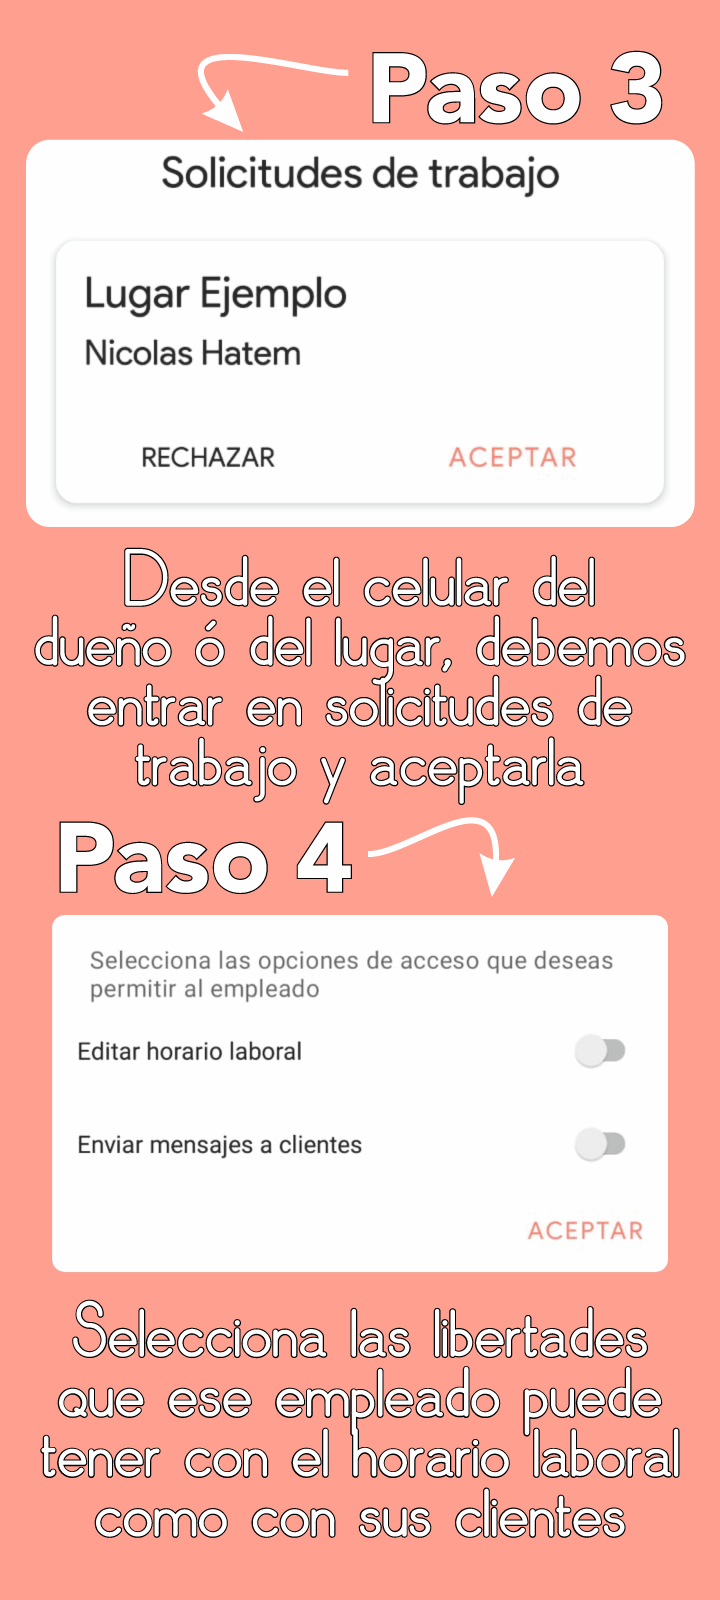 Paso 3
Solicitudes de trabajo
Lugar Ejemplo
Nicolas Hatem
RECHAZAR ACEPTAR
Desde el celular del
dueño ó del lugar, debemos
entrar en solicitudes de
trabajo y aceptarla
Paso 4
Selecciona las opciones de acceso que deseas
permitir al empleado
Editar horario laboral
Enviar mensajes a clientes
ACEPTAR
Selecciona las libertades
que ese empleado puede
tener con el horario laboral
como con sus clientes